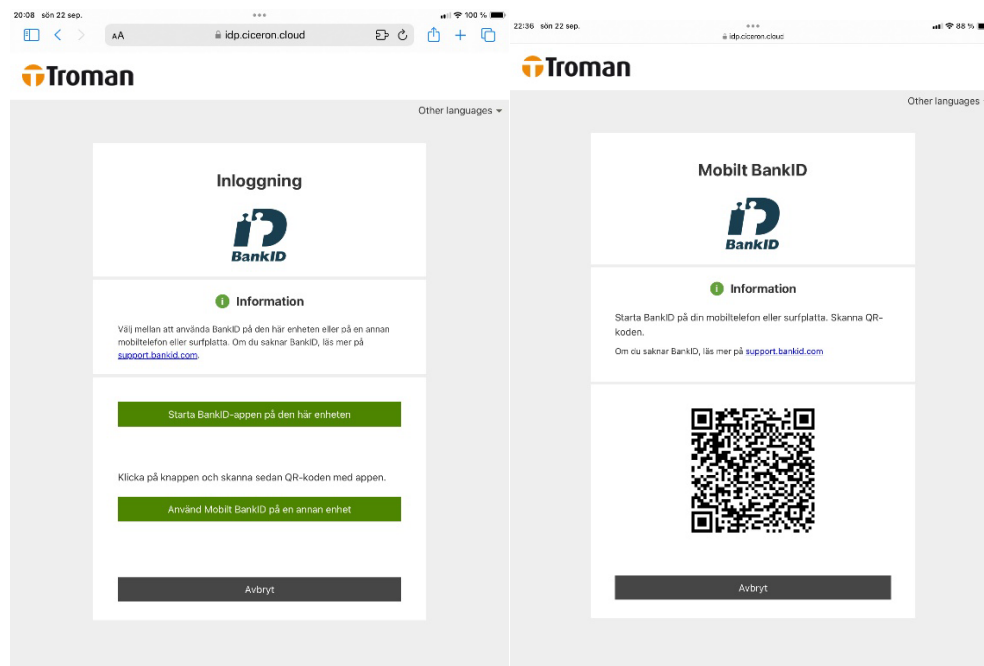 20:08 sön 22 sep.
100 %
AA
idp.ciceron.cloud
Troman
Other languages
Inloggning
BankID
Information
Välj mellan att använda BankID på den här enheten eller på en annan
mobiltelefon eller surfplatta. Om du saknar BankID, läs mer på
support.bankid.com.
Starta BankID-appen på den här enheten
Klicka på knappen och skanna sedan QR-koden med appen.
Använd Mobilt BankID på en annan enhet
Avbryt
22:36 sön 22 sep.
88 %
idp.ciceron.cloud
Troman
Other languages
Mobilt BankID
BankID
Information
Starta BankID på din mobiltelefon eller surfplatta. Skanna QR-
koden.
Om du saknar BankID, läs mer på support.bankid.com
Avbryt